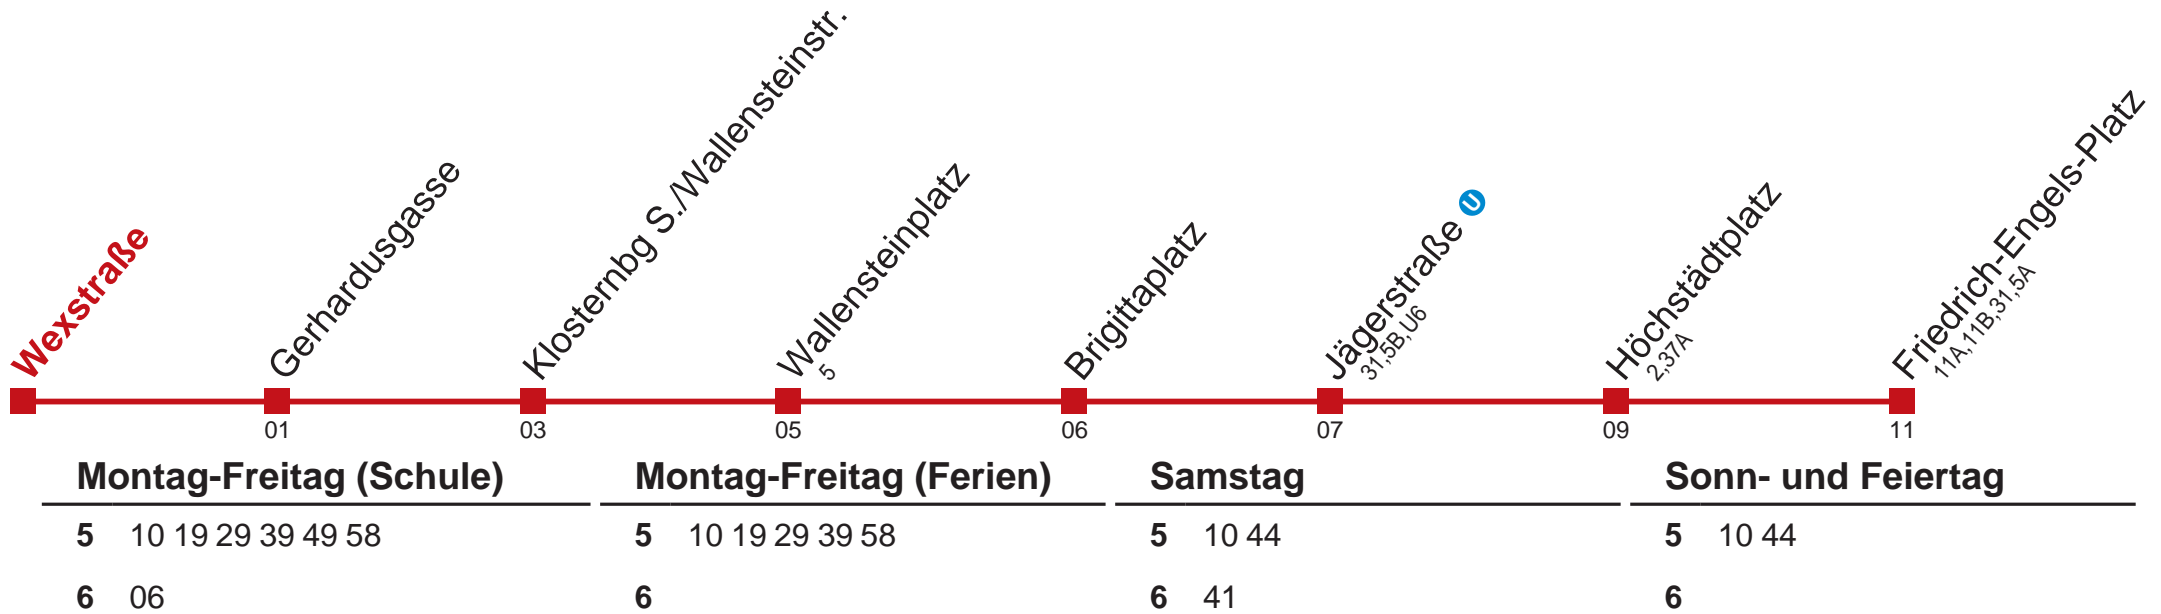 Wexstraße
Gerhardusgasse
Klosternbg S./Wallensteinstr.
Wallensteinplatz
5
Brigittaplatz
Jägerstraße U
31,5B,U6
Höchstädtplatz
2,37A
Friedrich-Engels-Platz
11A,11B,31,5A
01 03 05 06 07 09 11
Montag-Freitag (Schule)
5 10 19 29 39 49 58
6 06
Montag-Freitag (Ferien)
5 10 19 29 39 58
6
Samstag
5 10 44
6 41
Sonn- und Feiertag
5 10 44
6